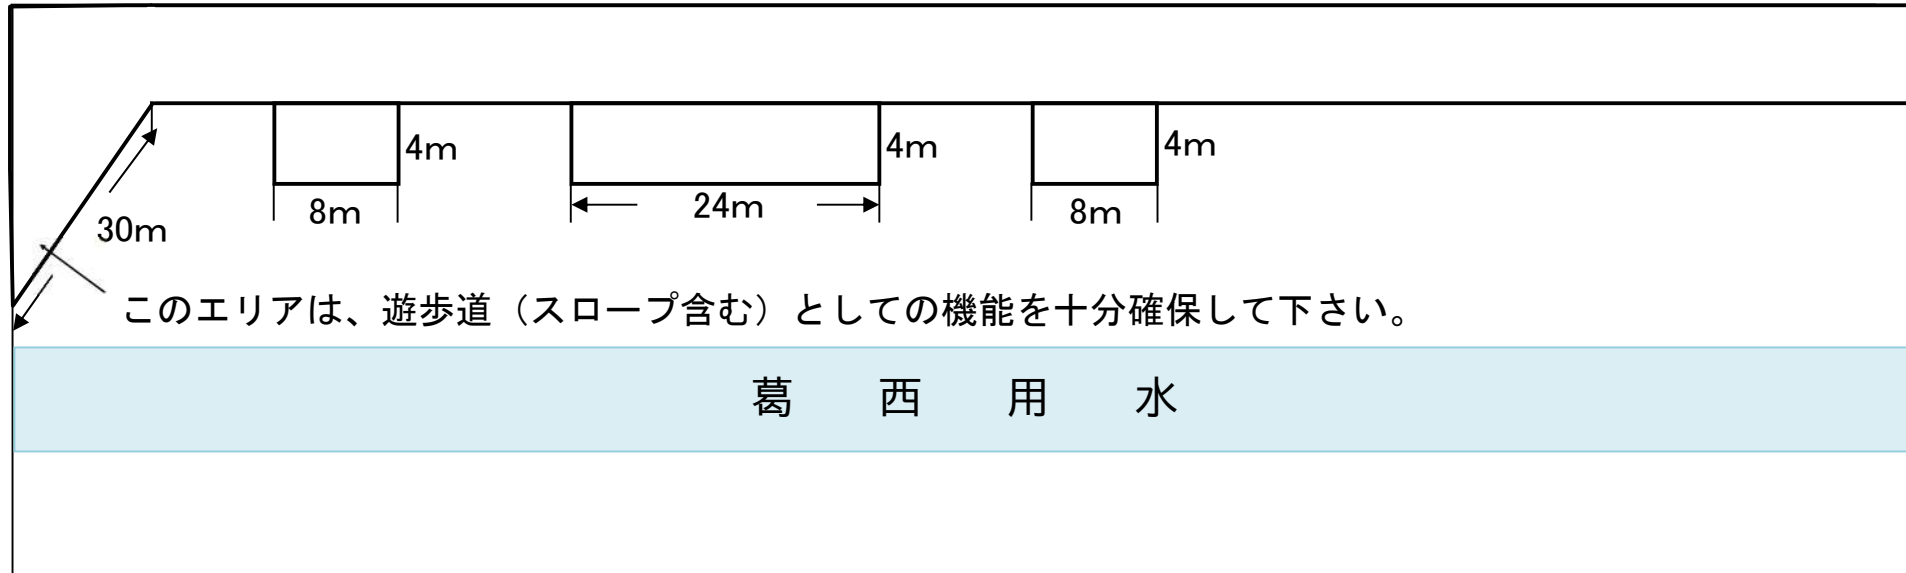 4m
4m
4m
8m
24m
8m
30m
このエリアは、遊歩道（スロープ含む）としての機能を十分確保して下さい。
葛　西　用　水